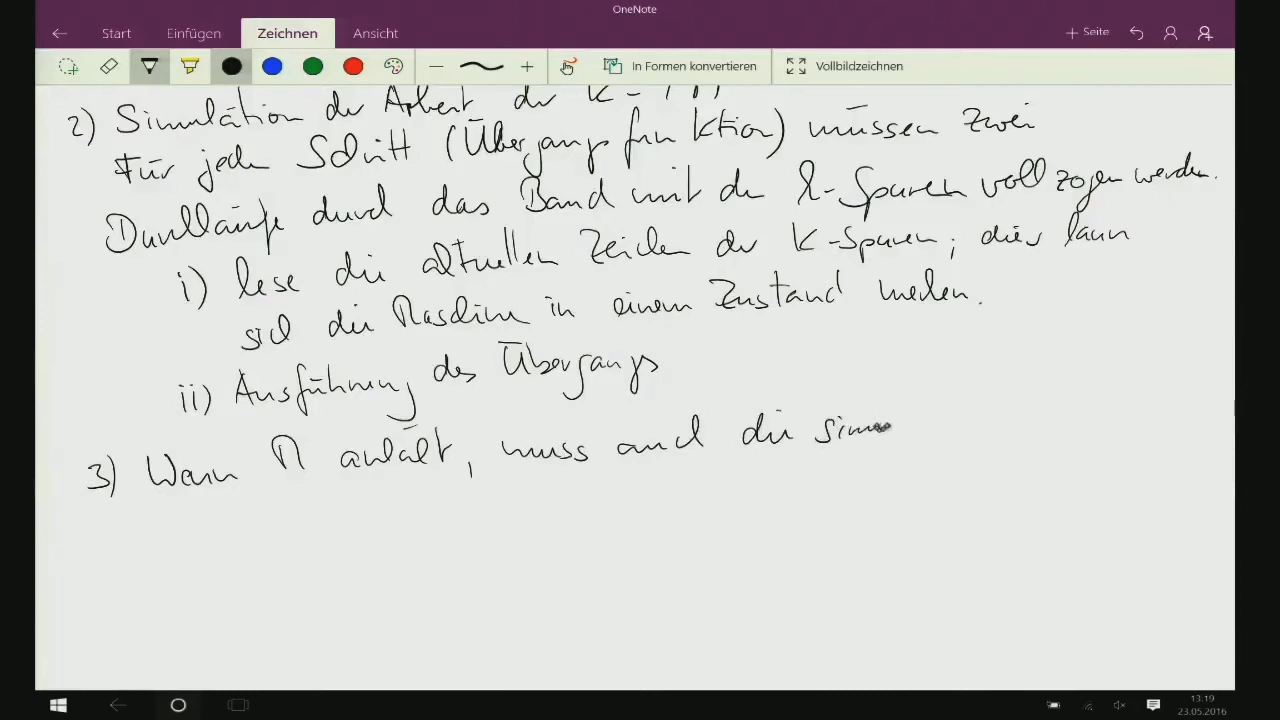 OneNote
Start Einfügen Zeichnen Ansicht + Seite
In Formen konvertieren Vollbildzeichnen
2) Simulation der Arbeit der K-TM
Für jeden Schritt (Übergangsfunktion) müssen zwei
Durchläufe durch das Band mit den k-Spuren vollzogen werden.
i) lese die aktuellen Zeichen der K-Spuren; dies kann
sich die Maschine in einem Zustand merken.
ii) Ausführung des Übergangs
3) Wenn M anhält, muss auch die simu
13:19
23.05.2016